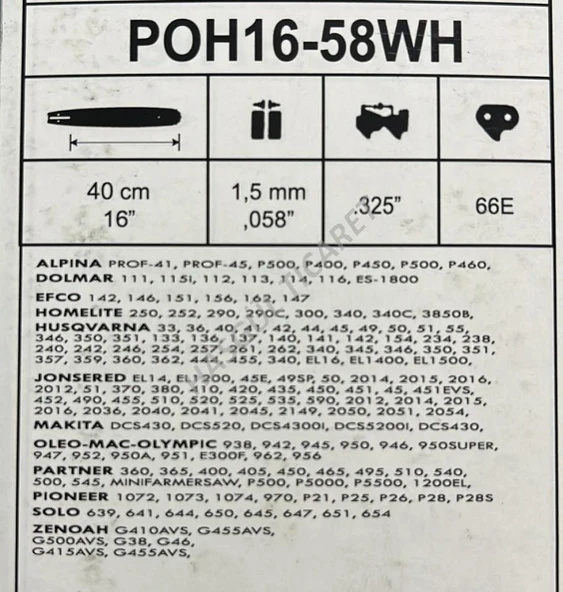 POH16-58WH
40 cm 1,5 mm .325” 66E
16” ,058”
ALPINA PROF-41, PROF-45, P500, P400, P450, P500, P460,
DOLMAR 111, 115I, 112, 113, 114, 116, ES-1800
EFCO 142, 146, 151, 156, 162, 147
HOMELITE 250, 252, 290, 290C, 300, 340, 340C, 3850B,
HUSQVARNA 33, 36, 40, 41, 42, 44, 45, 49, 50, 51, 55,
346, 350, 351, 133, 136, 137, 140, 141, 142, 154, 234, 238,
240, 242, 246, 254, 257, 261, 262, 340, 345, 346, 350, 351,
357, 359, 360, 362, 444, 455, 340, EL16, EL1400, EL1500,
JONSERED EL14, EL1200, 45E, 49SP, 50, 2014, 2015, 2016,
2012, 51, 370, 380, 410, 420, 435, 450, 451, 45, 451EVS,
452, 490, 455, 510, 520, 525, 535, 590, 2012, 2014, 2015,
2016, 2036, 2040, 2041, 2045, 2149, 2050, 2051, 2054,
MAKITA DCS430, DCS520, DCS4300I, DCS5200I, DCS430,
OLEO-MAC-OLYMPIC 938, 942, 945, 950, 946, 950SUPER,
947, 952, 950A, 951, E300F, 962, 956
PARTNER 360, 365, 400, 405, 450, 465, 495, 510, 540,
500, 545, MINIFARMERSAW, P500, P5000, P5500, 1200EL,
PIONEER 1072, 1073, 1074, 970, P21, P25, P26, P28, P28S
SOLO 639, 641, 644, 650, 645, 647, 651, 654
ZENOAH G410AVS, G455AVS,
G500AVS, G38, G46,
G415AVS, G455AVS,